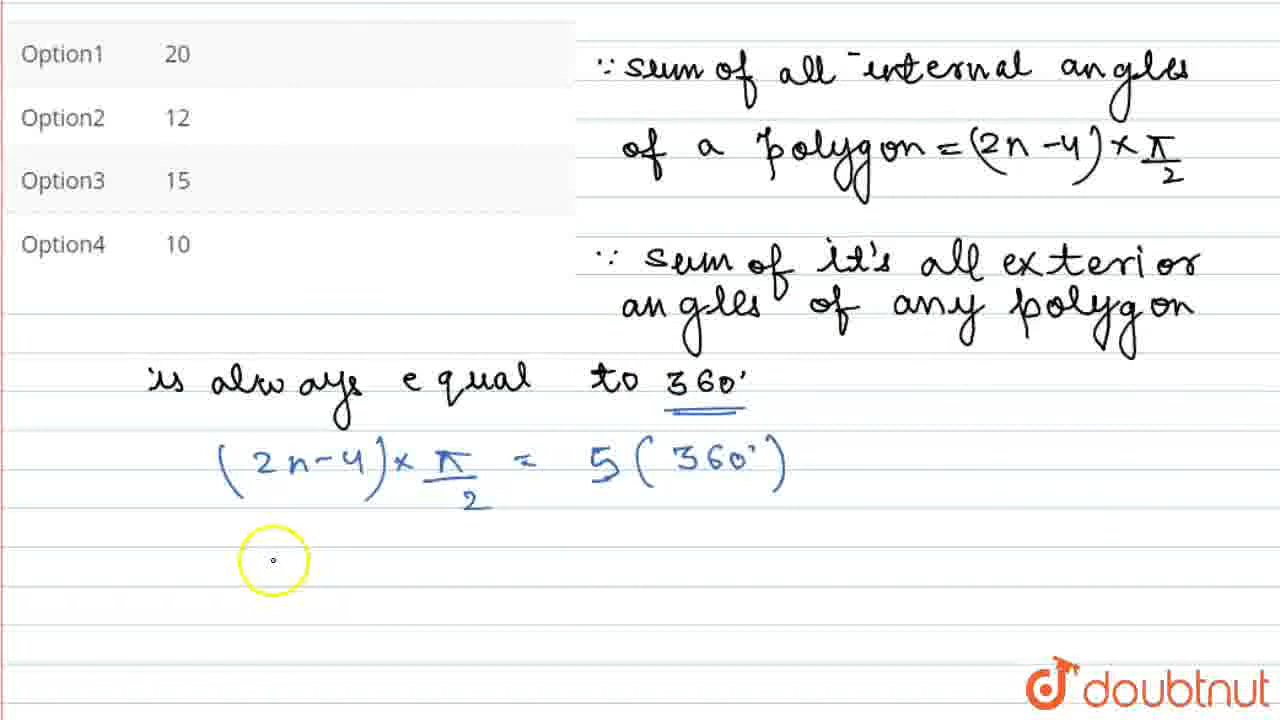 Option1 20
Option2 12
Option3 15
Option4 10
∵ sum of all internal angles
of a polygon = (2n-4) × π/2
∵ sum of it's all exterior
angles of any polygon
is always equal to 360°
(2n-4) × π/2 = 5(360°)
doubtnut